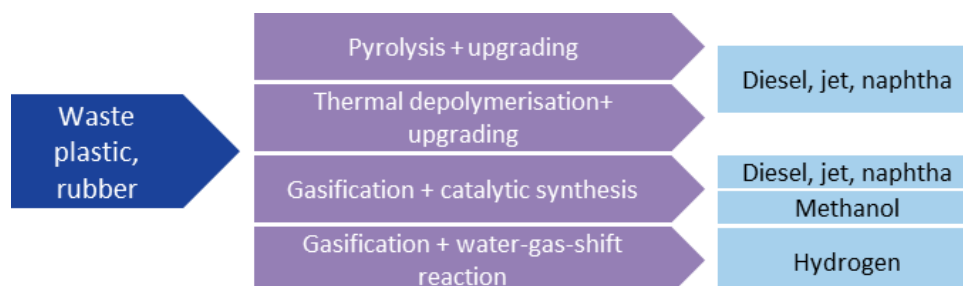 Waste
plastic,
rubber
Pyrolysis + upgrading
Thermal depolymerisation+
upgrading
Gasification + catalytic synthesis
Gasification + water-gas-shift
reaction
Diesel, jet, naphtha
Diesel, jet, naphtha
Methanol
Hydrogen